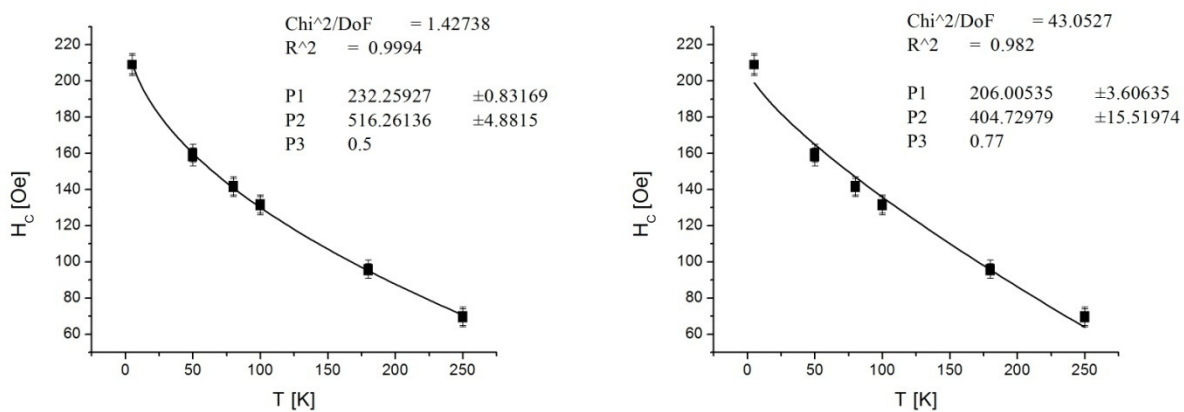 Chi^2/DoF = 1.42738
R^2 = 0.9994
P1 232.25927 ±0.83169
P2 516.26136 ±4.8815
P3 0.5
220
200
180
160
140
120
100
80
60
H_C [Oe]
0 50 100 150 200 250
T [K]
Chi^2/DoF = 43.0527
R^2 = 0.982
P1 206.00535 ±3.60635
P2 404.72979 ±15.51974
P3 0.77
220
200
180
160
140
120
100
80
60
H_C [Oe]
0 50 100 150 200 250
T [K]